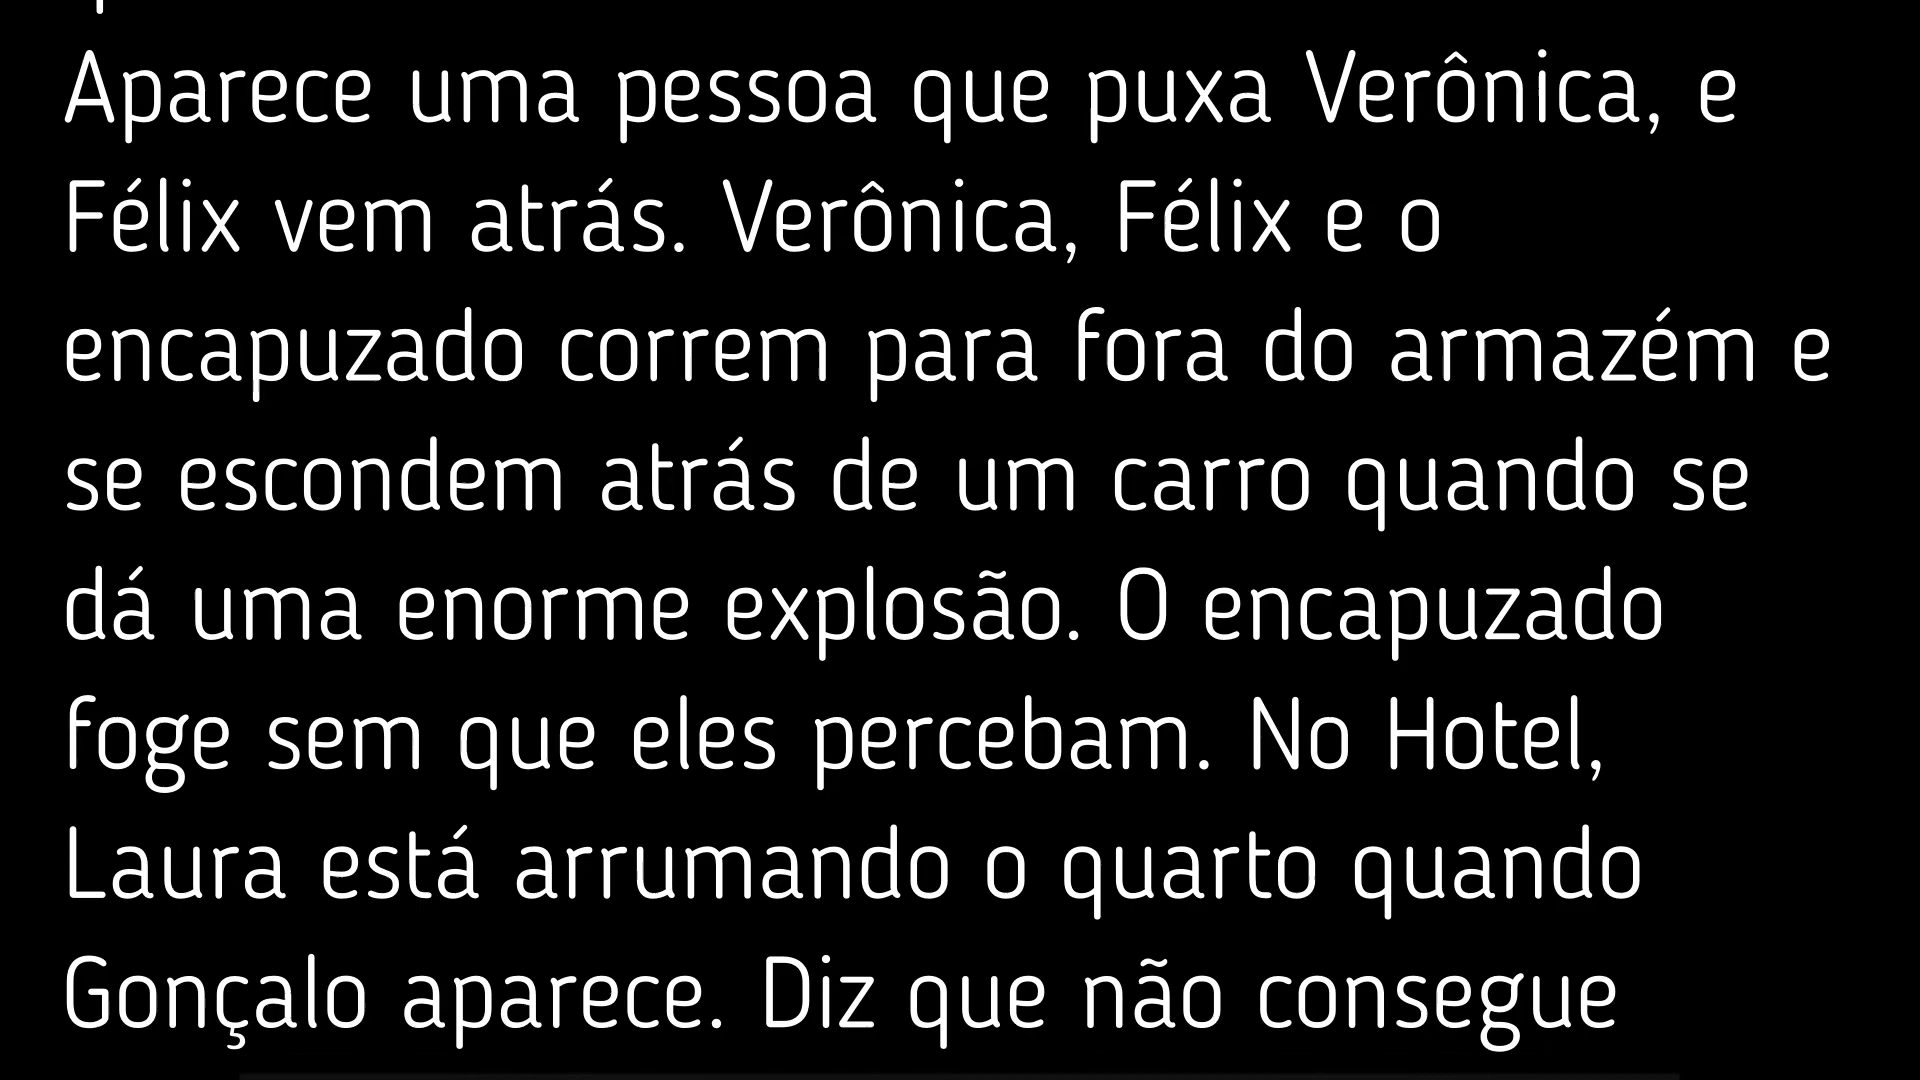 Aparece uma pessoa que puxa Verônica, e
Félix vem atrás. Verônica, Félix e o
encapuzado correm para fora do armazém e
se escondem atrás de um carro quando se
dá uma enorme explosão. O encapuzado
foge sem que eles percebam. No Hotel,
Laura está arrumando o quarto quando
Gonçalo aparece. Diz que não consegue